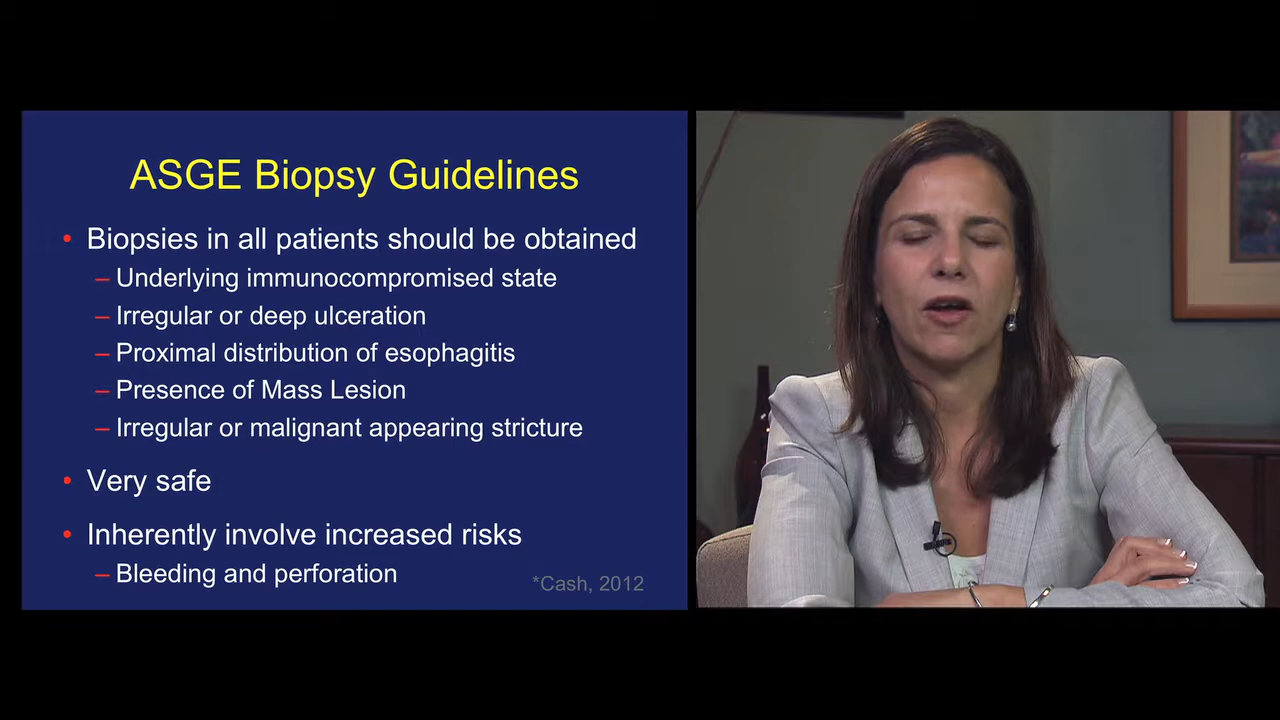 ASGE Biopsy Guidelines
• Biopsies in all patients should be obtained
– Underlying immunocompromised state
– Irregular or deep ulceration
– Proximal distribution of esophagitis
– Presence of Mass Lesion
– Irregular or malignant appearing stricture
• Very safe
• Inherently involve increased risks
– Bleeding and perforation
*Cash, 2012